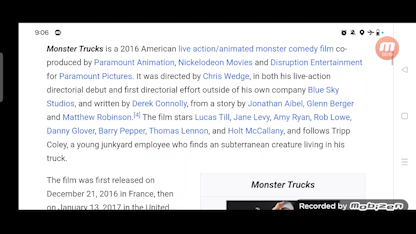 9:06
Monster Trucks is a 2016 American live action/animated monster comedy film co-
produced by Paramount Animation, Nickelodeon Movies and Disruption Entertainment
for Paramount Pictures. It was directed by Chris Wedge, in both his live-action
directorial debut and first directorial effort outside of his own company Blue Sky
Studios, and written by Derek Connolly, from a story by Jonathan Aibel, Glenn Berger
and Matthew Robinson.[4] The film stars Lucas Till, Jane Levy, Amy Ryan, Rob Lowe,
Danny Glover, Barry Pepper, Thomas Lennon, and Holt McCallany, and follows Tripp
Coley, a young junkyard employee who finds an subterranean creature living in his
truck.
The film was first released on
December 21, 2016 in France, then
on January 13, 2017 in the United
Monster Trucks
Recorded by MOBIZEN